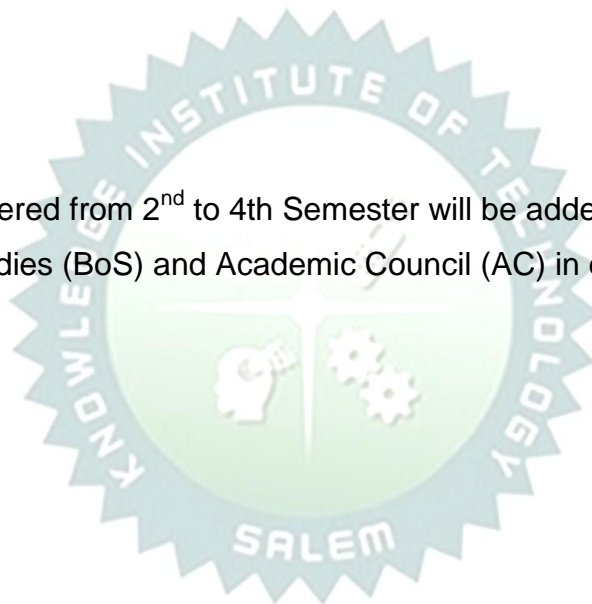 KNOWLEDGE INSTITUTE OF TECHNOLOGY
ered from 2nd to 4th Semester will be adde
dies (BoS) and Academic Council (AC) in
SALEM